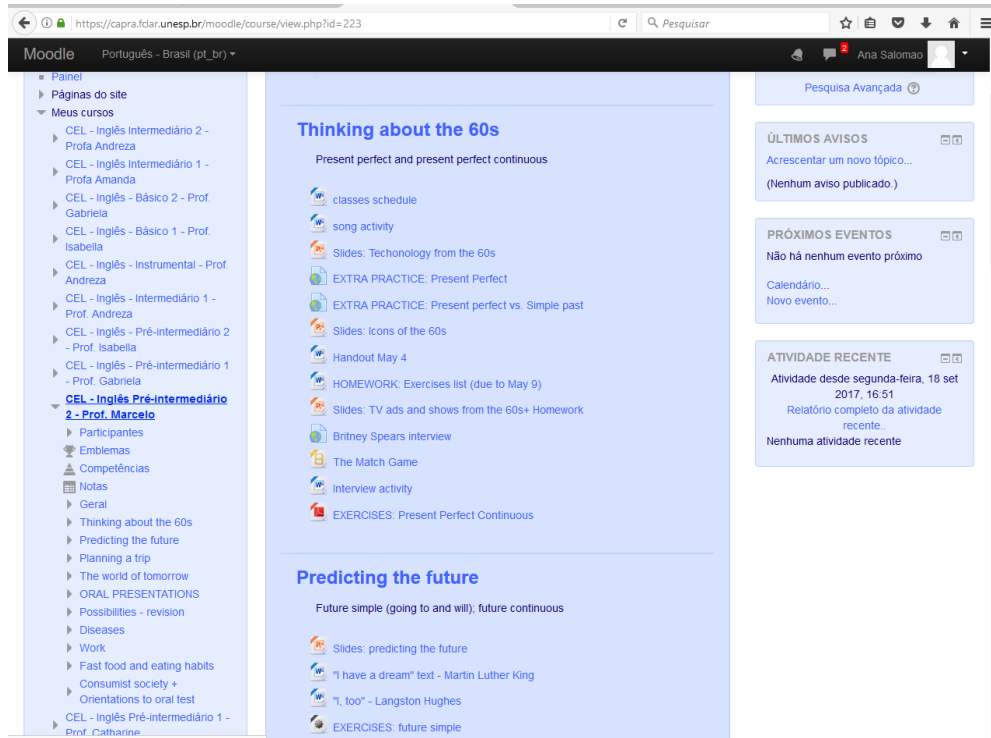 https://capra.fclar.unesp.br/moodle/course/view.php?id=223
Pesquisar
Moodle
Português - Brasil (pt_br)
2
Ana Salomao
Painel
Páginas do site
Meus cursos
CEL - Inglês Intermediário 2 -
Profa Andreza
CEL - Inglês Intermediário 1 -
Profa Amanda
CEL - Inglês - Básico 2 - Prof.
Gabriela
CEL - Inglês - Básico 1 - Prof.
Isabella
CEL - Inglês - Instrumental - Prof.
Andreza
CEL - Inglês - Intermediário 1 -
Prof. Andreza
CEL - Inglês - Pré-intermediário 2
- Prof. Isabella
CEL - Inglês - Pré-intermediário 1
- Prof. Gabriela
CEL - Inglês Pré-intermediário
2 - Prof. Marcelo
Participantes
Emblemas
Competências
Notas
Geral
Thinking about the 60s
Predicting the future
Planning a trip
The world of tomorrow
ORAL PRESENTATIONS
Possibilities - revision
Diseases
Work
Fast food and eating habits
Consumist society +
Orientations to oral test
CEL - Inglês Pré-intermediário 1 -
Prof. Catharine
Thinking about the 60s
Present perfect and present perfect continuous
classes schedule
song activity
Slides: Techonology from the 60s
EXTRA PRACTICE: Present Perfect
EXTRA PRACTICE: Present perfect vs. Simple past
Slides: Icons of the 60s
Handout May 4
HOMEWORK: Exercises list (due to May 9)
Slides: TV ads and shows from the 60s+ Homework
Britney Spears interview
The Match Game
Interview activity
EXERCISES: Present Perfect Continuous
Predicting the future
Future simple (going to and will); future continuous
Slides: predicting the future
"I have a dream" text - Martin Luther King
"I, too" - Langston Hughes
EXERCISES: future simple
Pesquisa Avançada
ÚLTIMOS AVISOS
Acrescentar um novo tópico...
(Nenhum aviso publicado.)
PRÓXIMOS EVENTOS
Não há nenhum evento próximo
Calendário...
Novo evento...
ATIVIDADE RECENTE
Atividade desde segunda-feira, 18 set
2017, 16:51
Relatório completo da atividade
recente..
Nenhuma atividade recente